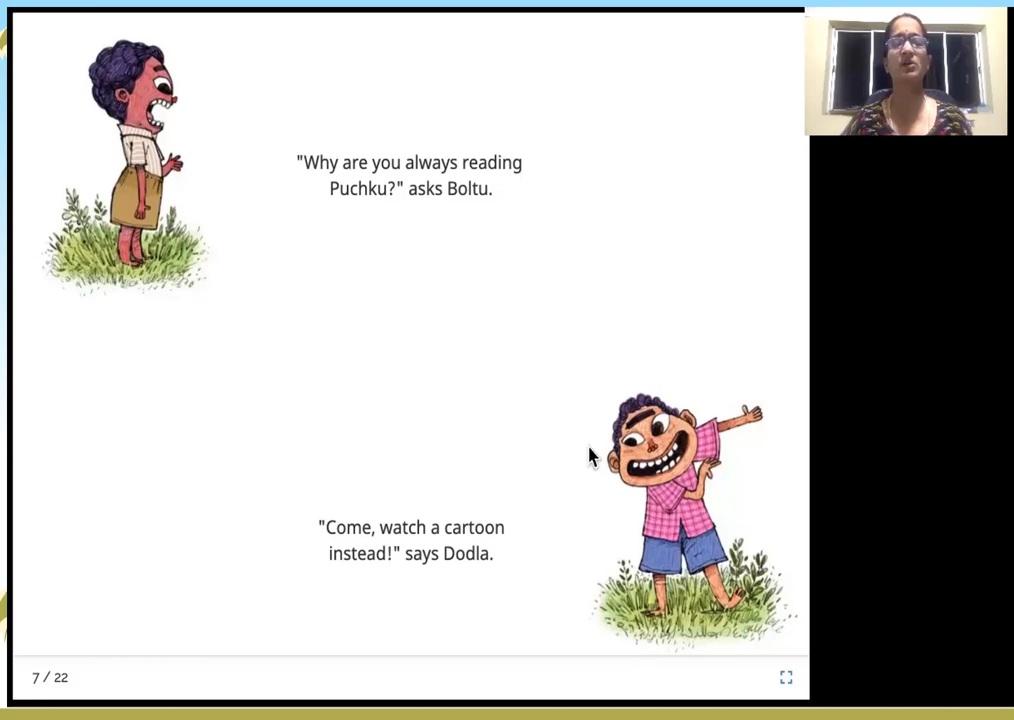 "Why are you always reading
Puchku?" asks Boltu.
"Come, watch a cartoon
instead!" says Dodla.
7 / 22